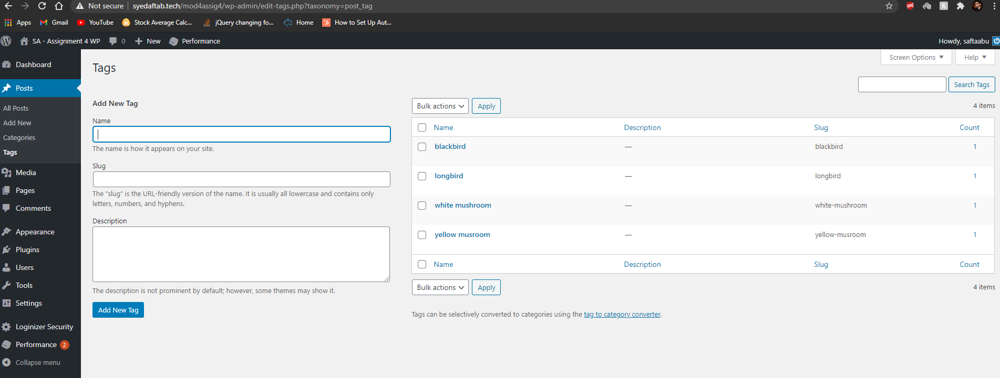 Not secure | syedaftab.tech/mod4assig4/wp-admin/edit-tags.php?taxonomy=post_tag
Apps Gmail YouTube Stock Average Calc... jQuery changing fo... Home How to Set Up Aut...
SA - Assignment 4 WP 0 New Performance Howdy, saftaabu
Screen Options Help
Dashboard
Posts
All Posts
Add New
Categories
Tags
Media
Pages
Comments
Appearance
Plugins
Users
Tools
Settings
Loginizer Security
Performance 2
Collapse menu
Tags
Search Tags
Add New Tag
Name
The name is how it appears on your site.
Slug
The “slug” is the URL-friendly version of the name. It is usually all lowercase and contains only
letters, numbers, and hyphens.
Description
The description is not prominent by default; however, some themes may show it.
Add New Tag
Bulk actions Apply 4 items
Name Description Slug Count
blackbird — blackbird 1
longbird — longbird 1
white mushroom — white-mushroom 1
yellow musroom — yellow-musroom 1
Name Description Slug Count
Bulk actions Apply 4 items
Tags can be selectively converted to categories using the tag to category converter.